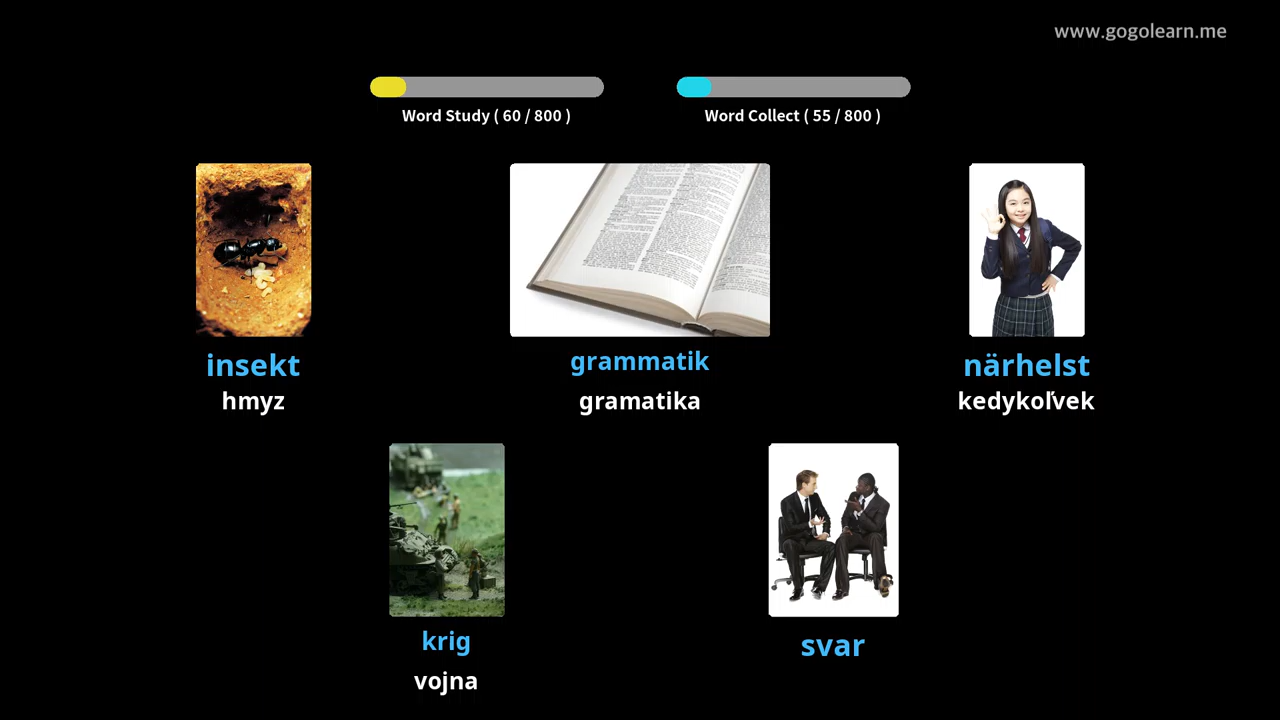 www.gogolearn.me
Word Study ( 60 / 800 )
Word Collect ( 55 / 800 )
insekt
hmyz
grammatik
gramatika
närhelst
kedykoľvek
krig
vojna
svar